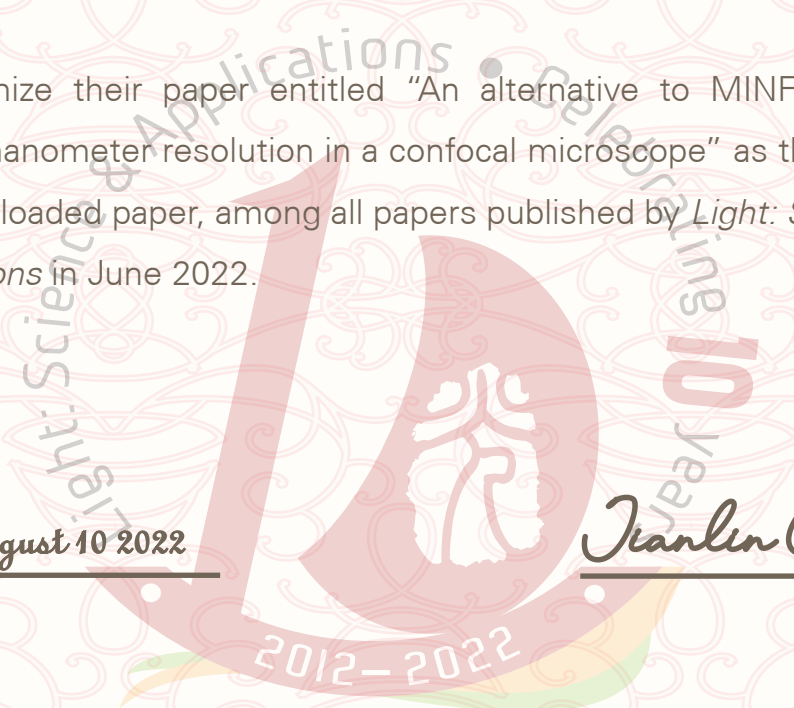 nize their paper entitled “An alternative to MINF
nanometer resolution in a confocal microscope” as th
loaded paper, among all papers published by Light: S
ons in June 2022.
gust 10 2022
Jianlin
Light: Science & Applications • Celebrating 10 year
光
2012–2022